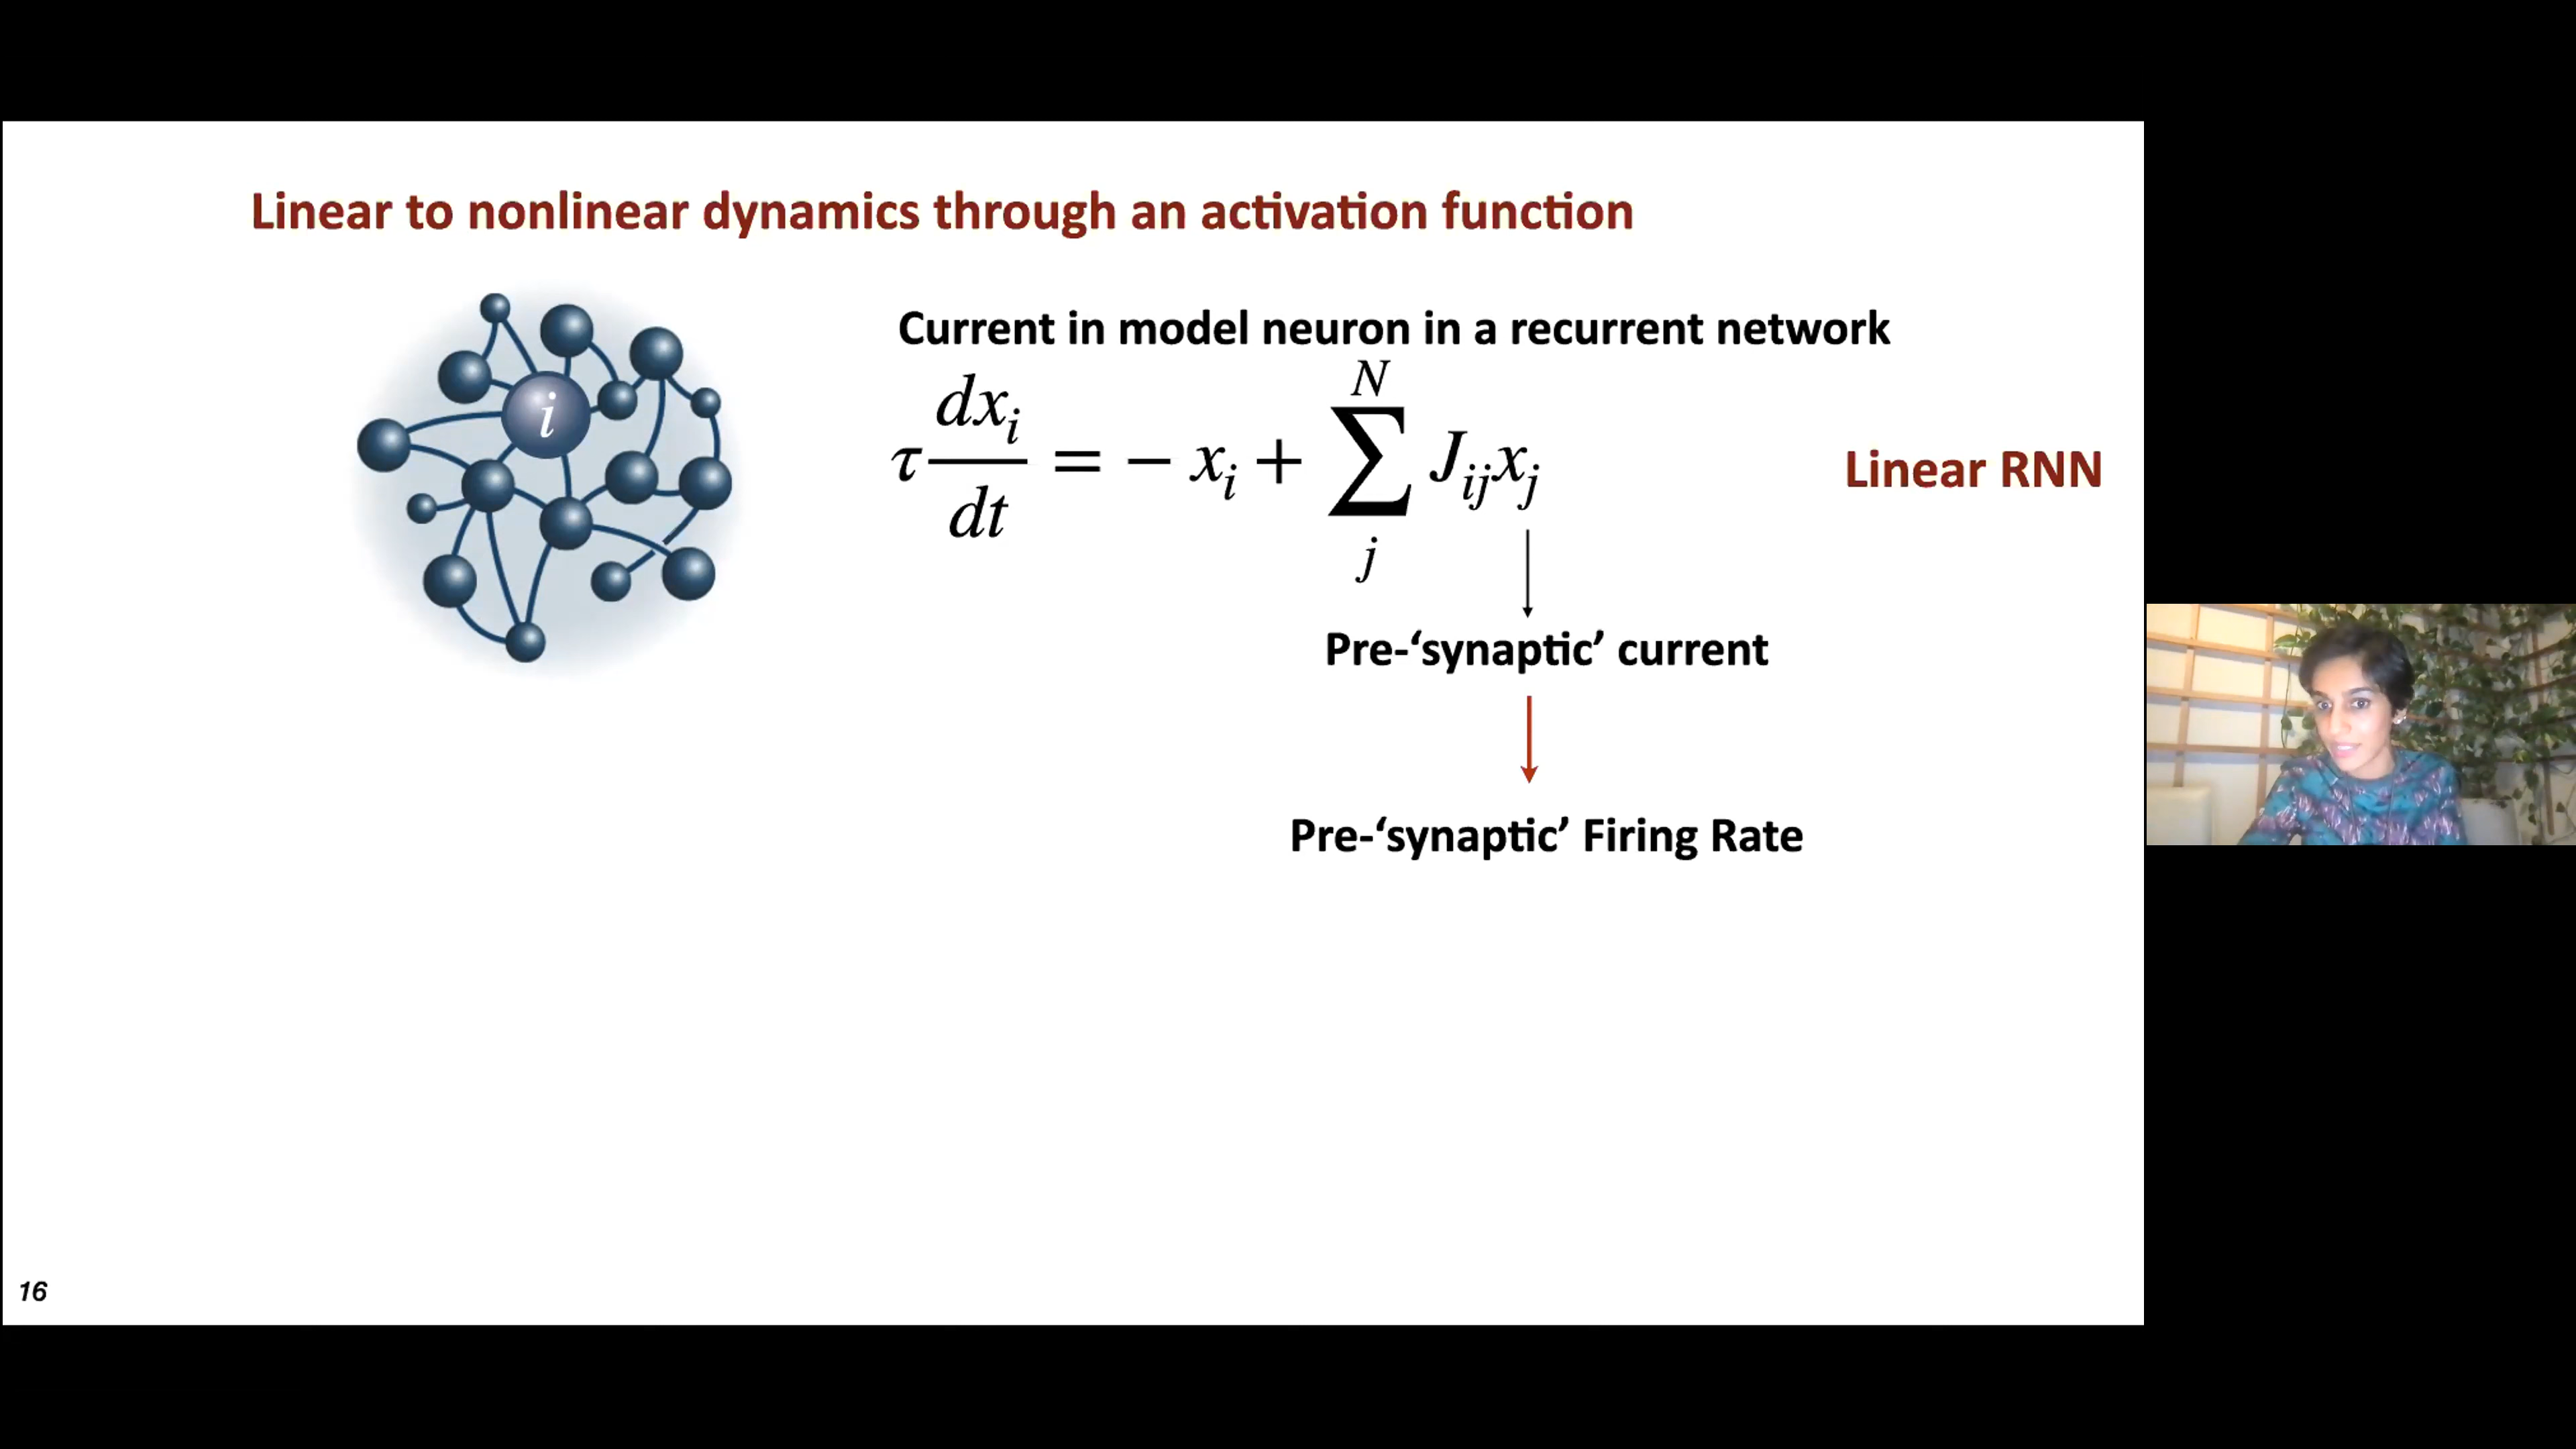 Linear to nonlinear dynamics through an activation function
Current in model neuron in a recurrent network
i
τ dx_i/dt = − x_i + ∑_j^N J_ij x_j
Linear RNN
Pre-‘synaptic’ current
Pre-‘synaptic’ Firing Rate
16